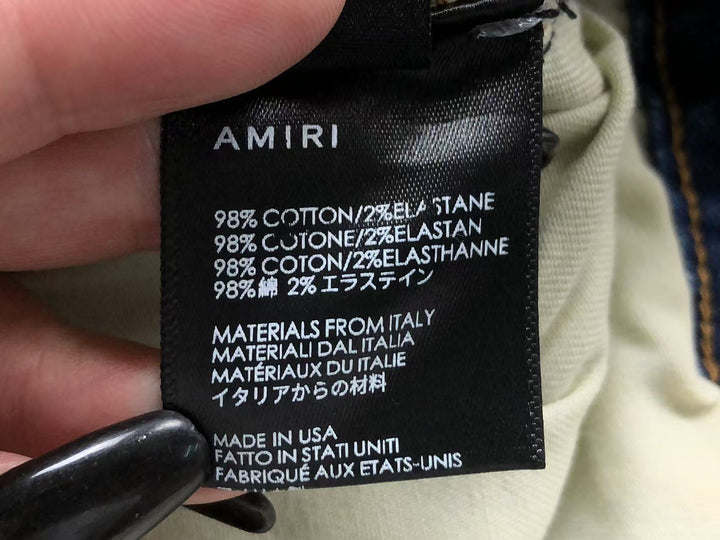 AMIRI
98% COTTON/2%ELASTANE
98% COTONE/2%ELASTAN
98% COTON/2%ELASTHANNE
98%綿 2%エラステイン
MATERIALS FROM ITALY
MATERIALI DAL ITALIA
MATÉRIAUX DU ITALIE
イタリアからの材料
MADE IN USA
FATTO IN STATI UNITI
FABRIQUÉ AUX ETATS-UNIS